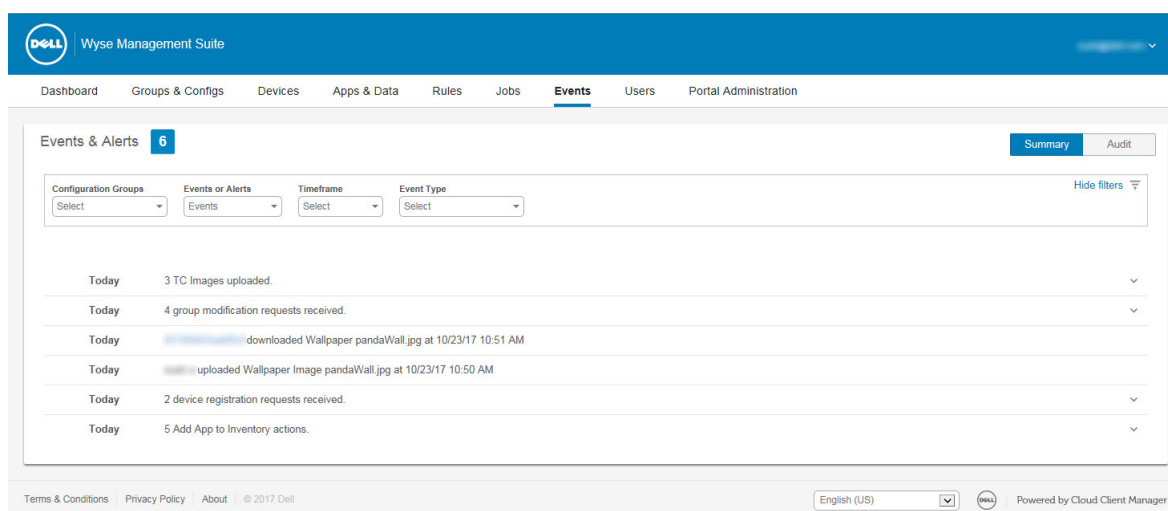 DELL Wyse Management Suite
Dashboard Groups & Configs Devices Apps & Data Rules Jobs Events Users Portal Administration
Events & Alerts 6
Summary Audit
Configuration Groups Events or Alerts Timeframe Event Type
Hide filters
Select Events Select Select
Today 3 TC Images uploaded.
Today 4 group modification requests received.
Today downloaded Wallpaper pandaWall.jpg at 10/23/17 10:51 AM
Today uploaded Wallpaper Image pandaWall.jpg at 10/23/17 10:50 AM
Today 2 device registration requests received.
Today 5 Add App to Inventory actions.
Terms & Conditions Privacy Policy About © 2017 Dell English (US) DELL Powered by Cloud Client Manager